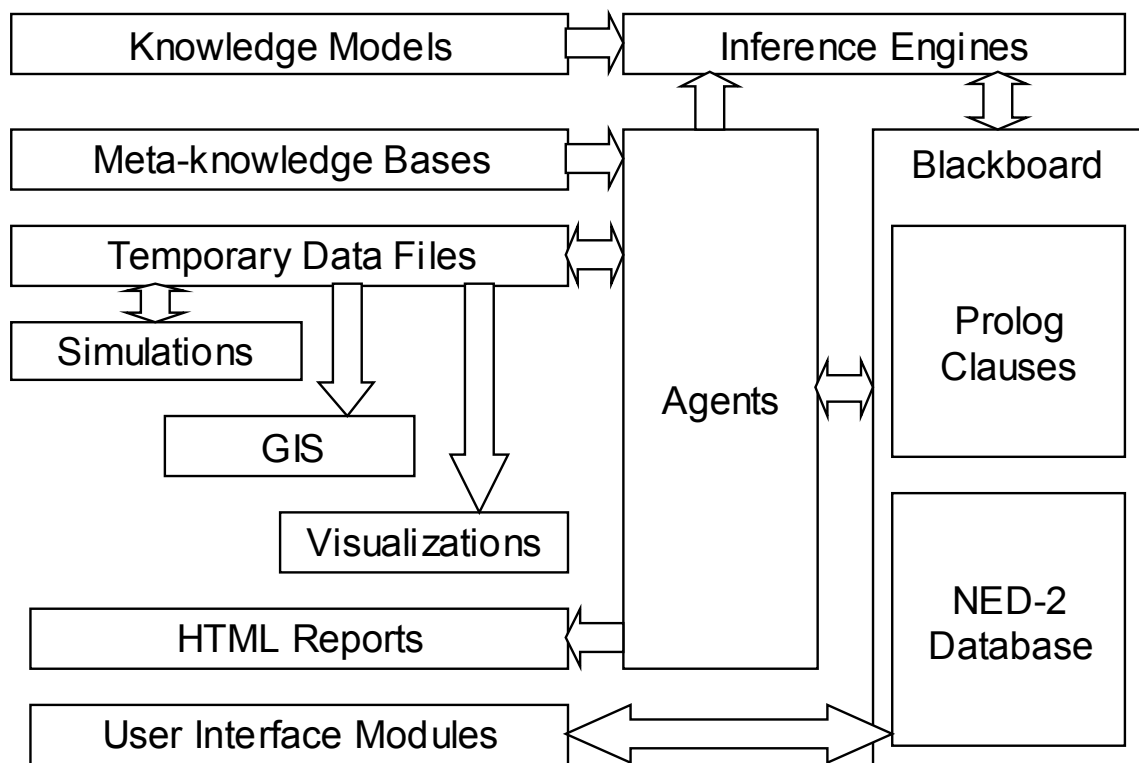 Knowledge Models
Inference Engines
Meta-knowledge Bases
Blackboard
Temporary Data Files
Prolog
Clauses
Simulations
Agents
GIS
Visualizations
NED-2
Database
HTML Reports
User Interface Modules